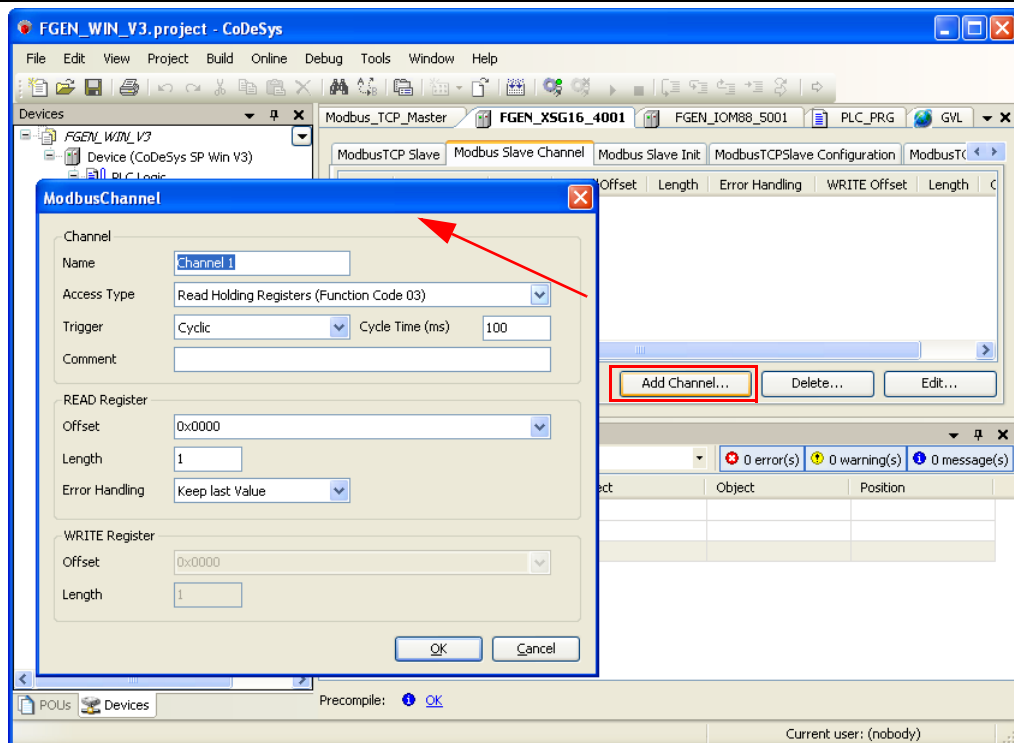 FGEN_WIN_V3.project - CoDeSys
File Edit View Project Build Online Debug Tools Window Help
Devices
FGEN_WIN_V3
Device (CoDeSys SP Win V3)
PLC Logic
Modbus_TCP_Master FGEN_XSG16_4001 FGEN_IOM88_5001 PLC_PRG GVL
ModbusTCP Slave Modbus Slave Channel Modbus Slave Init ModbusTCPSlave Configuration ModbusTC
Offset Length Error Handling WRITE Offset Length C
Add Channel... Delete... Edit...
ModbusChannel
Channel
Name Channel 1
Access Type Read Holding Registers (Function Code 03)
Trigger Cyclic Cycle Time (ms) 100
Comment
READ Register
Offset 0x0000
Length 1
Error Handling Keep last Value
WRITE Register
Offset 0x0000
Length 1
OK Cancel
0 error(s) 0 warning(s) 0 message(s)
ect Object Position
POUs Devices
Precompile: OK
Current user: (nobody)